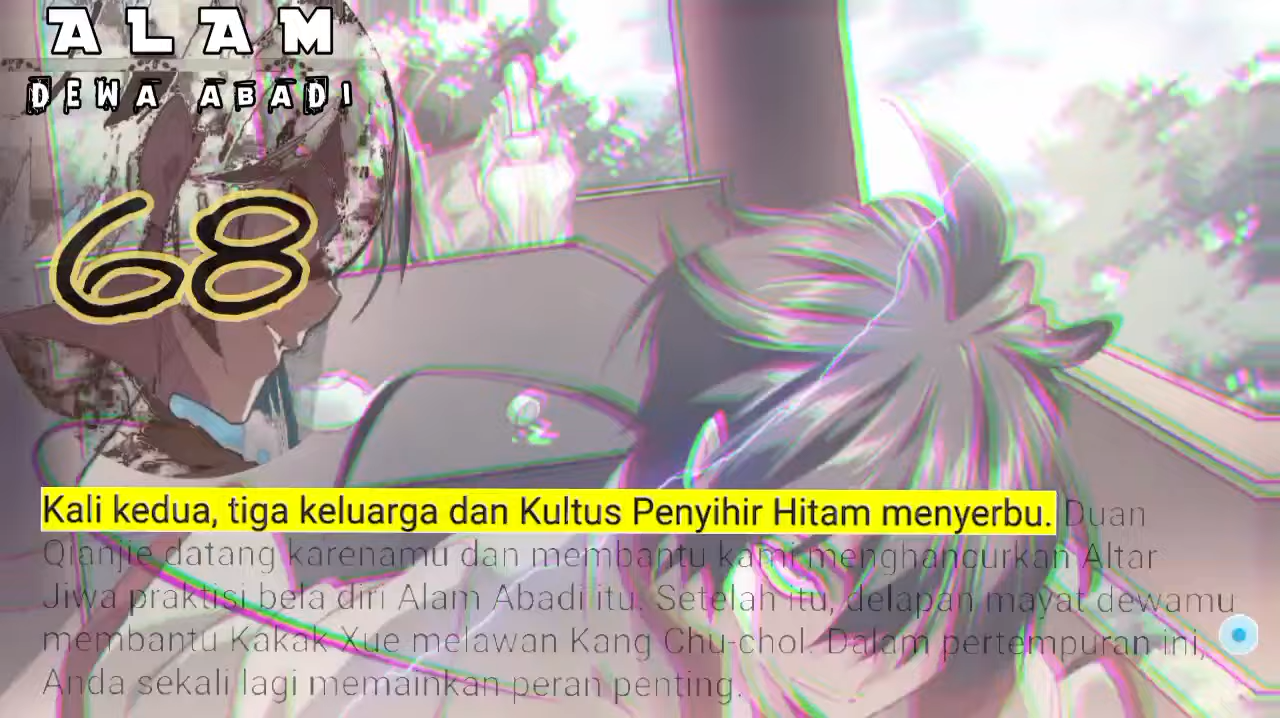 ALAM
DEWA ABADI
68
Kali kedua, tiga keluarga dan Kultus Penyihir Hitam menyerbu. Duan
Qianjie datang karenamu dan membantu kami menghancurkan Altar
Jiwa praktisi bela diri Alam Abadi itu. Setelah itu, delapan mayat dewamu
membantu Kakak Xue melawan Kang Chu-chol. Dalam pertempuran ini,
Anda sekali lagi memainkan peran penting.